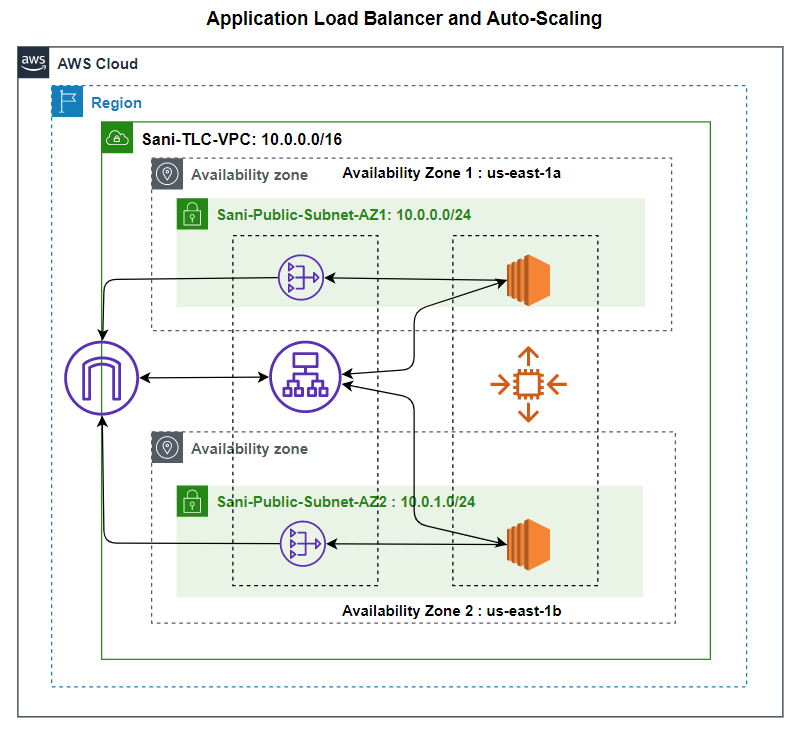 Application Load Balancer and Auto-Scaling
aws
AWS Cloud
Region
Sani-TLC-VPC: 10.0.0.0/16
Availability zone
Availability Zone 1 : us-east-1a
Sani-Public-Subnet-AZ1: 10.0.0.0/24
Availability zone
Sani-Public-Subnet-AZ2 : 10.0.1.0/24
Availability Zone 2 : us-east-1b